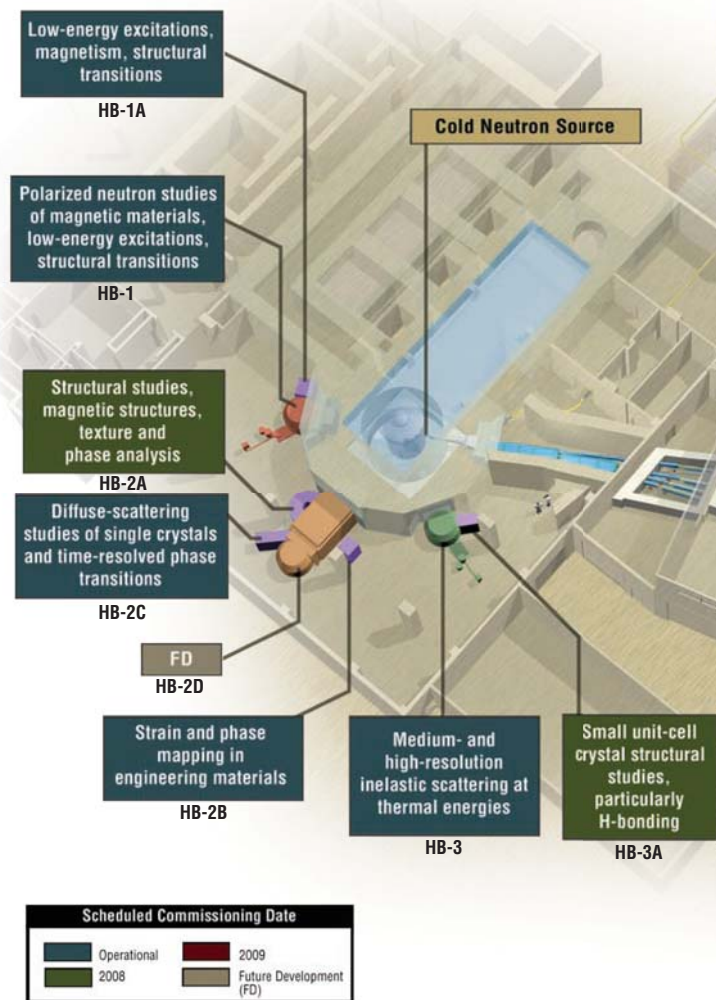 Low-energy excitations,
magnetism, structural
transitions
HB-1A
Cold Neutron Source
Polarized neutron studies
of magnetic materials,
low-energy excitations,
structural transitions
HB-1
Structural studies,
magnetic structures,
texture and
phase analysis
HB-2A
Diffuse-scattering
studies of single crystals
and time-resolved phase
transitions
HB-2C
FD
HB-2D
Strain and phase
mapping in
engineering materials
HB-2B
Medium- and
high-resolution
inelastic scattering at
thermal energies
HB-3
Small unit-cell
crystal structural
studies,
particularly
H-bonding
HB-3A
Scheduled Commissioning Date
Operational
2009
2008
Future Development
(FD)